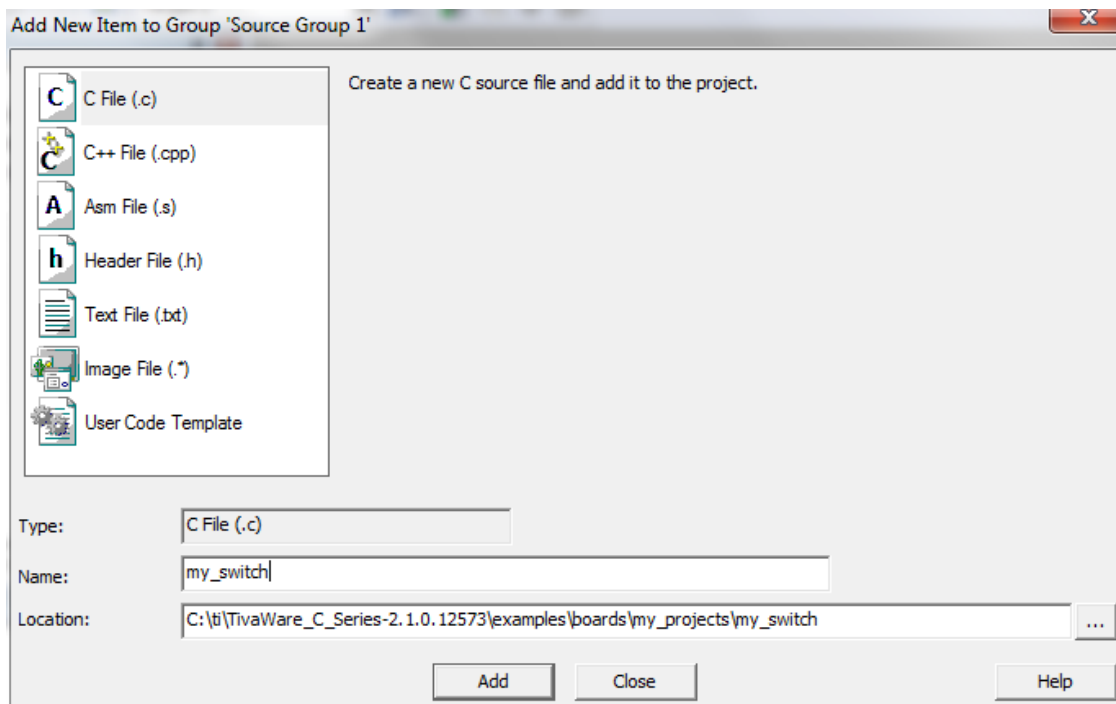 Add New Item to Group 'Source Group 1'
X
C File (.c)
Create a new C source file and add it to the project.
C++ File (.cpp)
Asm File (.s)
Header File (.h)
Text File (.txt)
Image File (.*)
User Code Template
Type:
C File (.c)
Name:
my_switch
Location:
C:\ti\TivaWare_C_Series-2.1.0.12573\examples\boards\my_projects\my_switch
...
Add
Close
Help